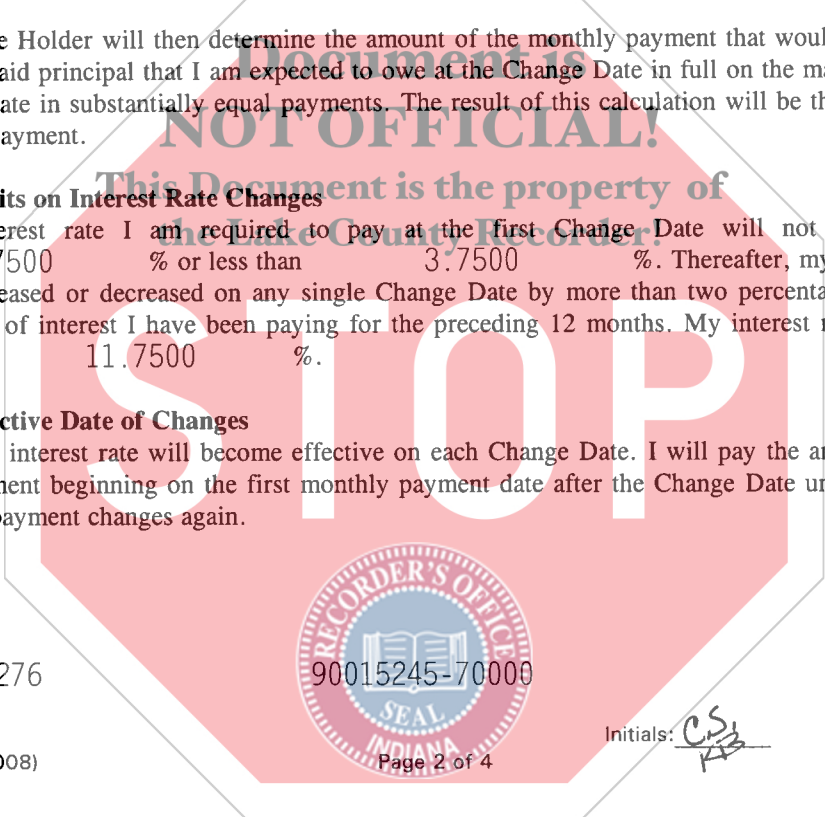 e Holder will then determine the amount of the monthly payment that woul
aid principal that I am expected to owe at the Change Date in full on the ma
ate in substantially equal payments. The result of this calculation will be th
ayment.
Document is
NOT OFFICIAL!
This Document is the property of
the Lake County Recorder!
its on Interest Rate Changes
erest rate I am required to pay at the first Change Date will not
7500 % or less than 3.7500 %. Thereafter, my
eased or decreased on any single Change Date by more than two percenta
of interest I have been paying for the preceding 12 months. My interest r
11.7500 %.
STOP
ctive Date of Changes
interest rate will become effective on each Change Date. I will pay the a
ment beginning on the first monthly payment date after the Change Date un
payment changes again.
RECORDER'S OFFICE
SEAL
INDIANA
276 90015245-70000
Initials: CS,
KB
008) Page 2 of 4